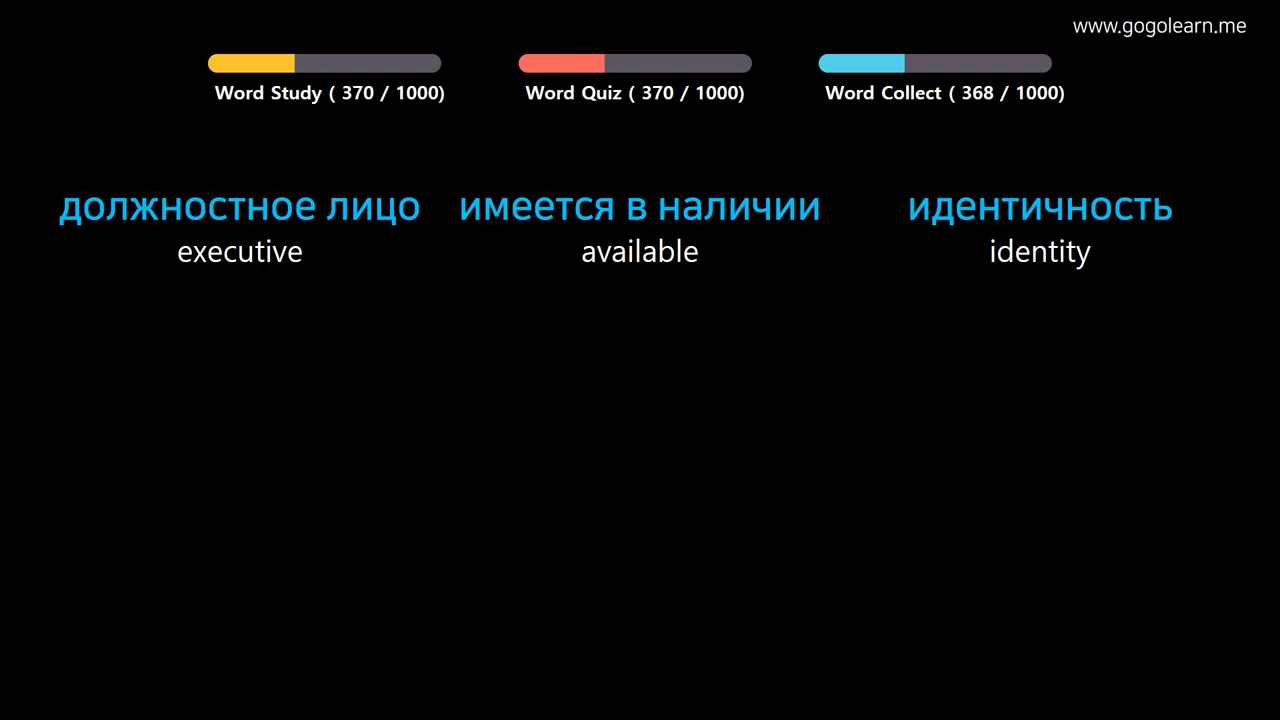 www.gogolearn.me
Word Study ( 370 / 1000)
Word Quiz ( 370 / 1000)
Word Collect ( 368 / 1000)
должностное лицо
executive
имеется в наличии
available
идентичность
identity